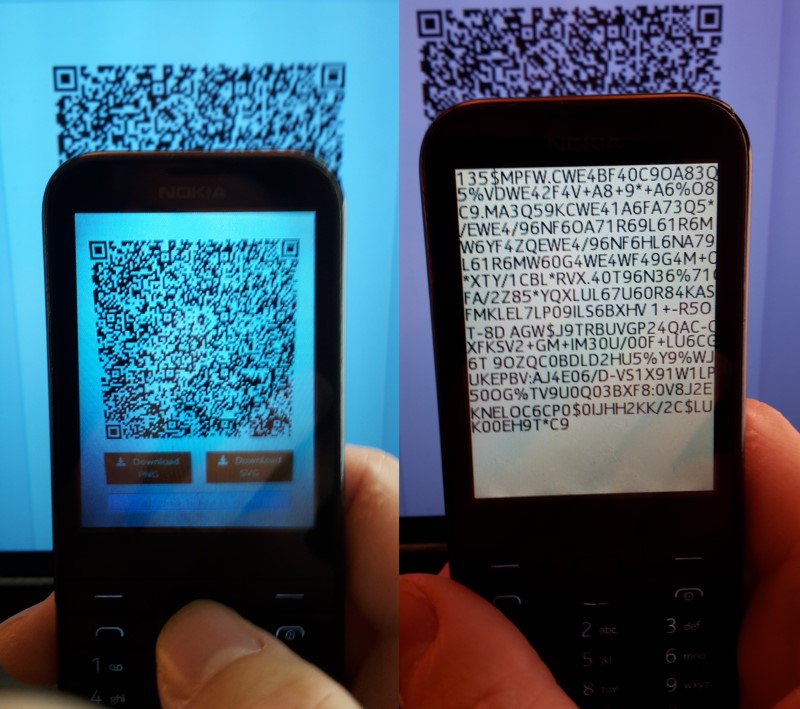 NOKIA
Download
PNG
Download
SVG
1
4 ghi
NOKIA
135$MPFW.CWE4BF40C9OA83Q
5%VDWE42F4V+A8+9*+A6%O8
C9.MA3Q59KCWE41A6FA73Q5*
/EWE4/96NF6OA71R69L61R6M
W6YF4ZQEWE4/96NF6HL6NA79
L61R6MW60G4WE4WF49G4M+C
*XTY/1CBL*RVX.40T96N36%71
FA/2Z85*YQXLUL67U60R84KAS
FMKLEL7LP09ILS6BXHV 1+-R5O
T-8D AGW$J9TRBUVGP24QAC-C
XFKSV2+GM+IM30U/00F+LU6CG
6T 9OZQC0BDLD2HU5%Y9%WJ
UKEPBV:AJ4E06/D-VS1X91W1LP
50OG%TV9U0Q03BXF8:0V8J2E
KNELOC6CP0$0IJHH2KK/2C$LU
K00EH9T*C9
2 abc
3 def
5 jkl
6 mno
8 tuv
9 wxyz